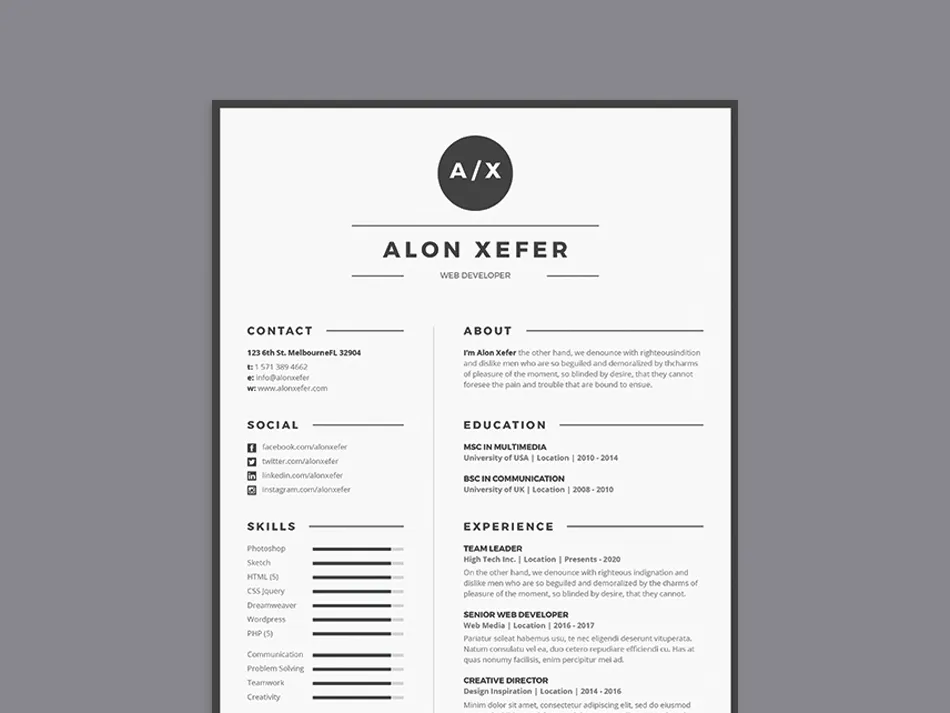 A/X
ALON XEFER
WEB DEVELOPER
CONTACT
123 6th St. MelbourneFL 32904
t: 1 571 389 4662
e: info@alonxefer
w: www.alonxefer.com
SOCIAL
facebook.com/alonxefer
twitter.com/alonxefer
linkedin.com/alonxefer
Instagram.com/alonxefer
SKILLS
Photoshop
Sketch
HTML (5)
CSS Jquery
Dreamweaver
Wordpress
PHP (5)
Communication
Problem Solving
Teamwork
Creativity
ABOUT
I'm Alon Xefer the other hand, we denounce with righteousindition
and dislike men who are so beguiled and demoralized by thcharms
of pleasure of the moment, so blinded by desire, that they cannot
foresee the pain and trouble that are bound to ensue.
EDUCATION
MSC IN MULTIMEDIA
University of USA | Location | 2010 - 2014
BSC IN COMMUNICATION
University of UK | Location | 2008 - 2010
EXPERIENCE
TEAM LEADER
High Tech Inc. | Location | Presents - 2020
On the other hand, we denounce with righteous indignation and
dislike men who are so beguiled and demoralized by the charms of
pleasure of the moment, so blinded by desire, that they cannot.
SENIOR WEB DEVELOPER
Web Media | Location | 2016 - 2017
Pariatur soleat habemus usu, te nec eligendi deserunt vituperata.
Natum consulatu vel ea, duo cetero repudiare efficiendi cu. Has at
quas nonumy facilisis, enim percipitur mei ad.
CREATIVE DIRECTOR
Design Inspiration | Location | 2014 - 2016
Minim dolor sit amet, consectetur adipiscing elit, sed do eiusmod